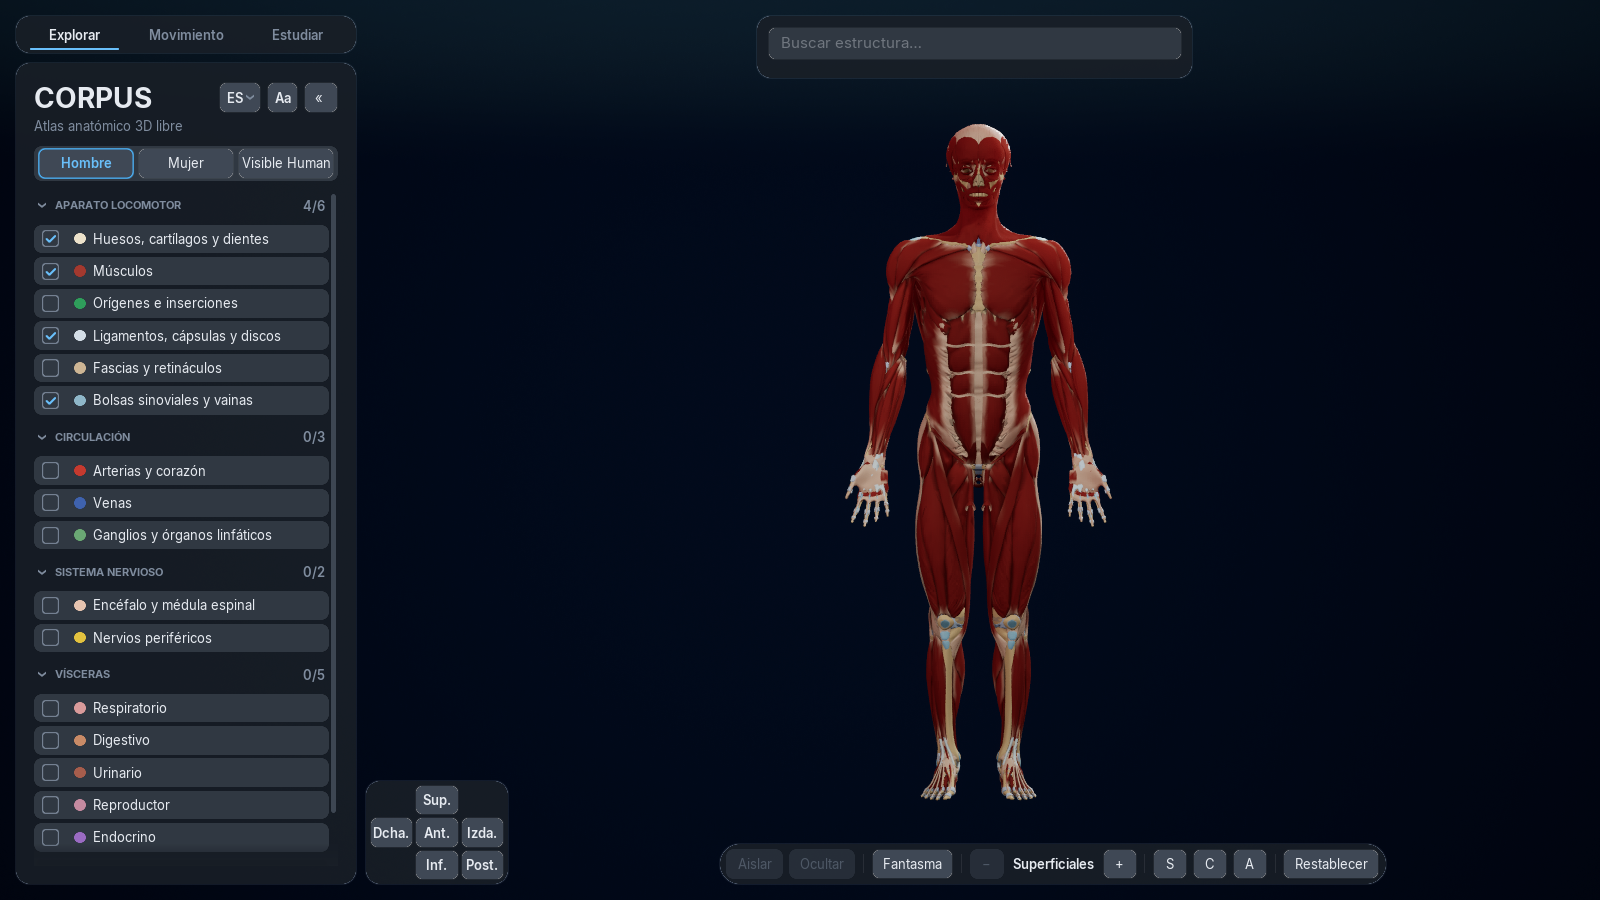 Explorar Movimiento Estudiar
Buscar estructura...
CORPUS
ES Aa «
Atlas anatómico 3D libre
Hombre Mujer Visible Human
APARATO LOCOMOTOR 4/6
Huesos, cartílagos y dientes
Músculos
Orígenes e inserciones
Ligamentos, cápsulas y discos
Fascias y retináculos
Bolsas sinoviales y vainas
CIRCULACIÓN 0/3
Arterias y corazón
Venas
Ganglios y órganos linfáticos
SISTEMA NERVIOSO 0/2
Encéfalo y médula espinal
Nervios periféricos
VÍSCERAS 0/5
Respiratorio
Digestivo
Urinario
Reproductor
Endocrino
Sup.
Dcha. Ant. Izda.
Inf. Post.
Aislar Ocultar Fantasma − Superficiales + S C A Restablecer